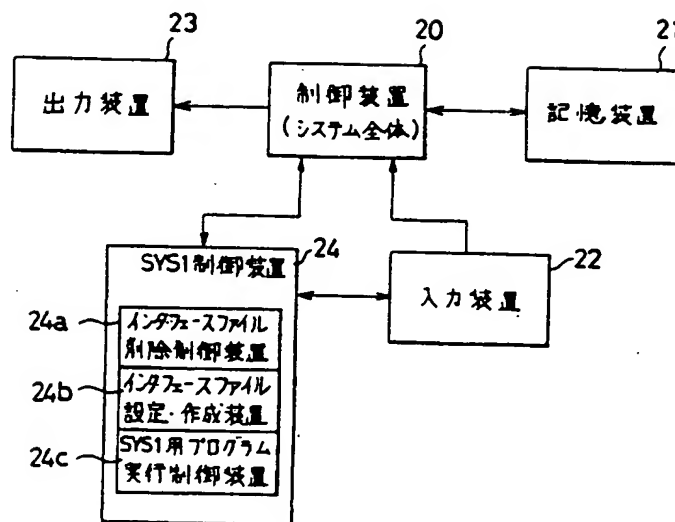 23
20
21
出力装置
制御装置
(システム全体)
記憶装置
24
SYS1制御装置
22
入力装置
24a
インタフェースファイル
削除制御装置
24b
インタフェースファイル
設定・作成装置
24c
SYS1用プログラム
実行制御装置